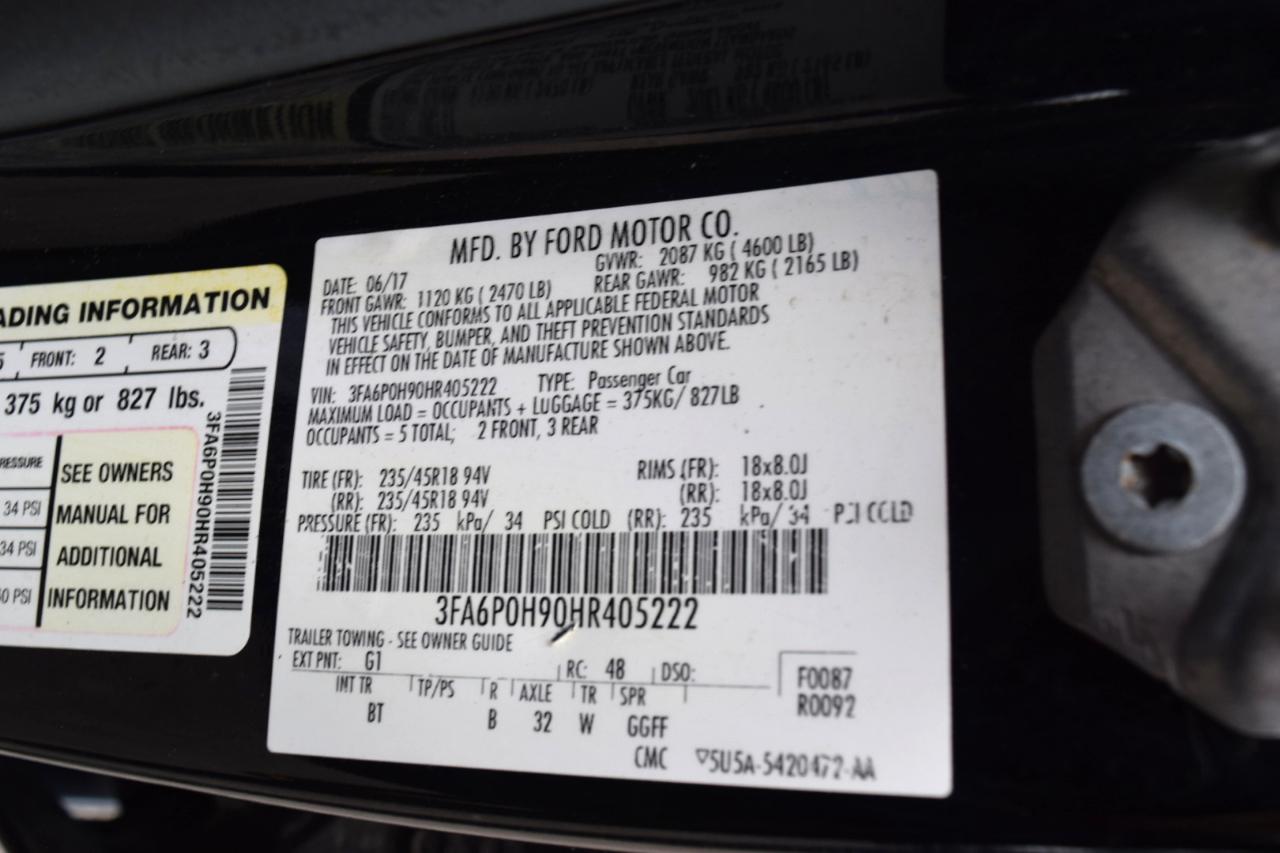 ADING INFORMATION
5 FRONT: 2 REAR: 3
375 kg or 827 lbs.
RESSURE SEE OWNERS
34 PSI MANUAL FOR
34 PSI ADDITIONAL
0 PSI INFORMATION
3FA6P0H90HR405222
MFD. BY FORD MOTOR CO.
DATE: 06/17 GVWR: 2087 KG ( 4600 LB)
FRONT GAWR: 1120 KG ( 2470 LB) REAR GAWR: 982 KG ( 2165 LB)
THIS VEHICLE CONFORMS TO ALL APPLICABLE FEDERAL MOTOR
VEHICLE SAFETY, BUMPER, AND THEFT PREVENTION STANDARDS
IN EFFECT ON THE DATE OF MANUFACTURE SHOWN ABOVE.
VIN: 3FA6P0H90HR405222 TYPE: Passenger Car
MAXIMUM LOAD = OCCUPANTS + LUGGAGE = 375KG/ 827LB
OCCUPANTS = 5 TOTAL; 2 FRONT, 3 REAR
TIRE (FR): 235/45R18 94V RIMS (FR): 18x8.0J
(RR): 235/45R18 94V (RR): 18x8.0J
PRESSURE (FR): 235 kPa/ 34 PSI COLD (RR): 235 kPa/ 34 PSI COLD
3FA6P0H90HR405222
TRAILER TOWING - SEE OWNER GUIDE
EXT PNT: G1 RC: 48 DSO: F0087
INT TR TP/PS R AXLE TR SPR R0092
BT B 32 W GGFF
CMC ▽5U5A-5420472-AA